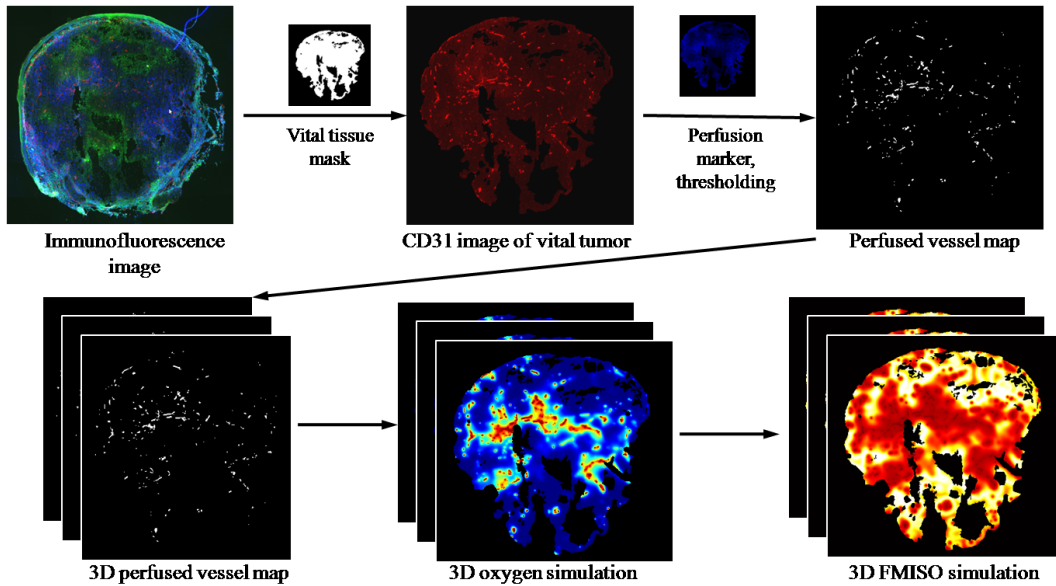 Immunofluorescence
image
Vital tissue
mask
CD31 image of vital tumor
Perfusion
marker,
thresholding
Perfused vessel map
3D perfused vessel map
3D oxygen simulation
3D FMISO simulation